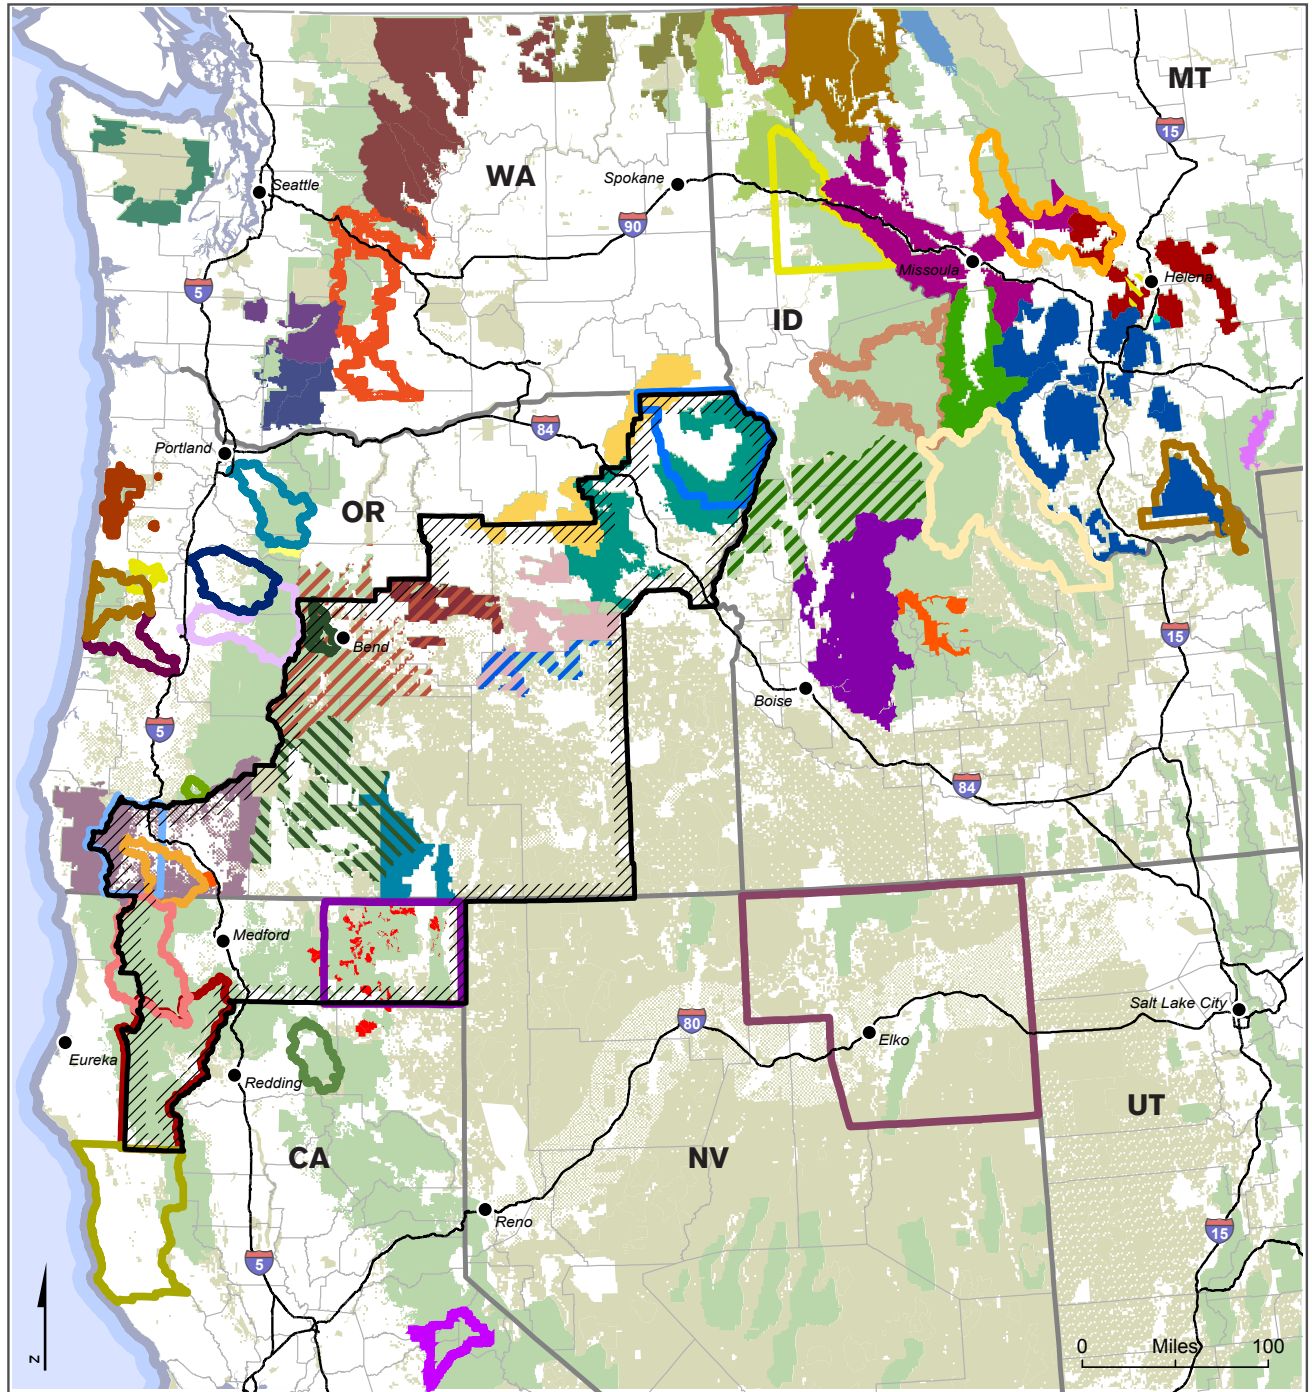 MT
15
WA
Spokane
Seattle
90
5
Missoula
Helena
ID
84
Portland
OR
Bend
15
Boise
5
84
Medford
Salt Lake City
80
Elko
Eureka
Redding
UT
CA
NV
Reno
15
5
N
0 Miles 100